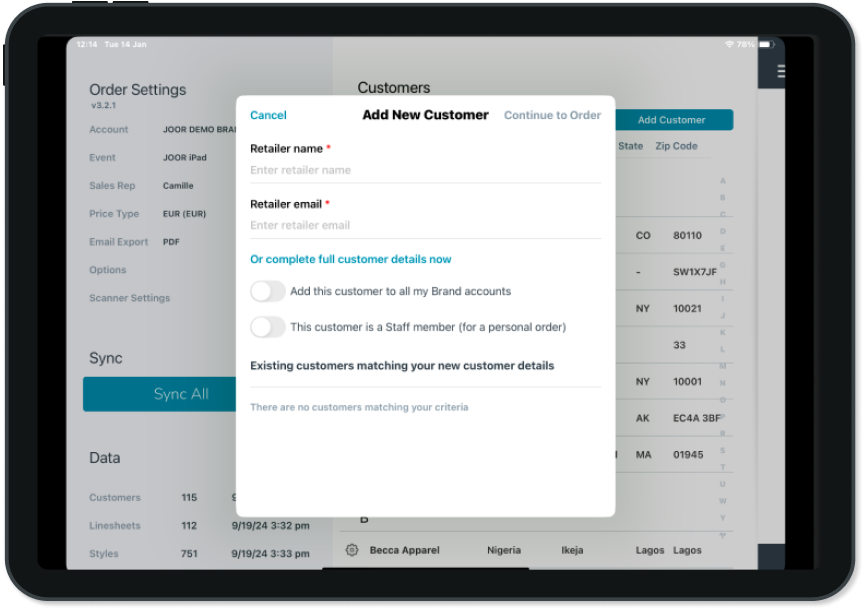 12:14 Tue 14 Jan
78%
Order Settings
v3.2.1
Account JOOR DEMO BRA
Event JOOR iPad
Sales Rep Camille
Price Type EUR (EUR)
Email Export PDF
Options
Scanner Settings
Sync
Sync All
Data
Customers 115
Linesheets 112 9/19/24 3:32 pm
Styles 751 9/19/24 3:33 pm
Cancel
Add New Customer
Continue to Order
Retailer name *
Enter retailer name
Retailer email *
Enter retailer email
Or complete full customer details now
Add this customer to all my Brand accounts
This customer is a Staff member (for a personal order)
Existing customers matching your new customer details
There are no customers matching your criteria
Customers
Add Customer
State Zip Code
CO 80110
- SW1X7JF
NY 10021
33
NY 10001
AK EC4A 3BF
MA 01945
B
Becca Apparel Nigeria Ikeja Lagos Lagos
A
B
C
D
E
G
H
I
J
K
L
M
N
O
P
R
S
T
U
W
Y